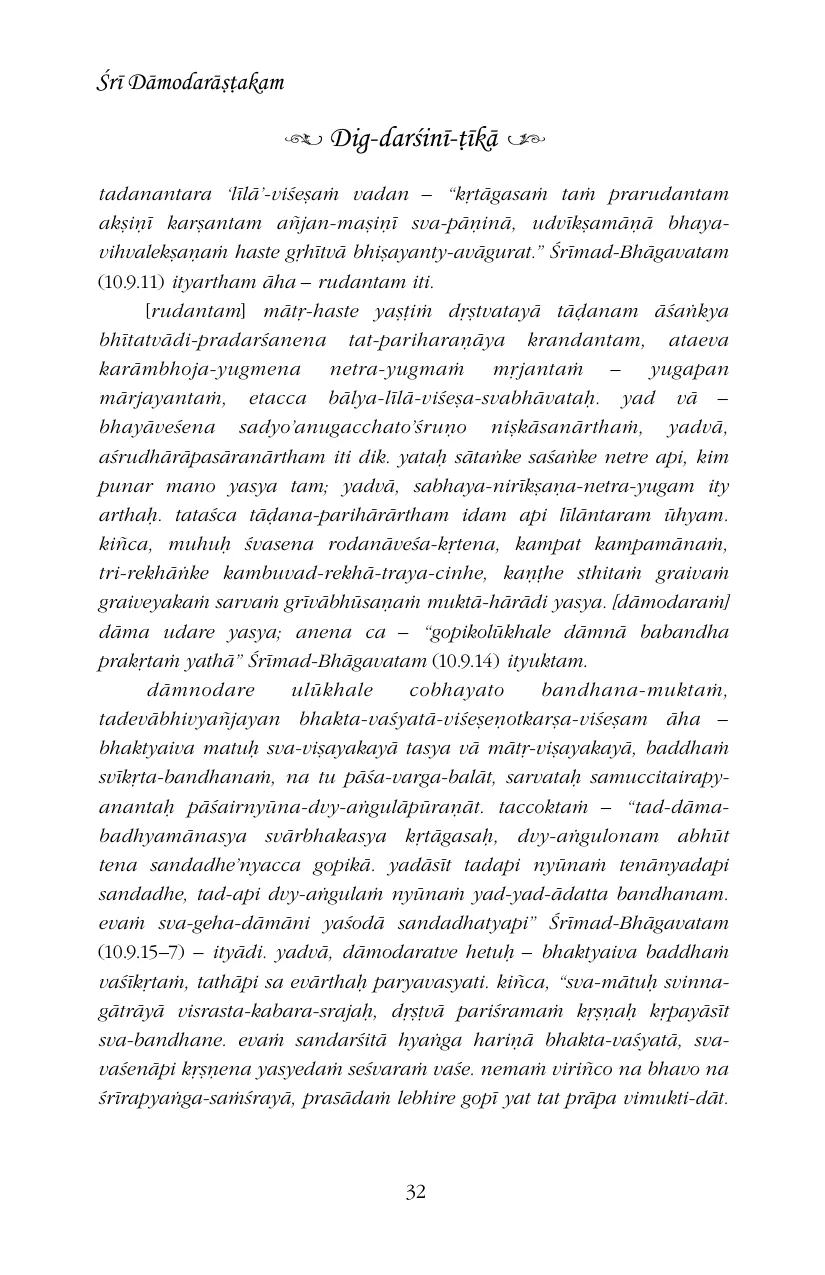 Śrī Dāmodarāṣṭakam
Dig-darśinī-ṭīkā
tadanantara ‘līlā’-viśeṣaṁ vadan – “kṛtāgasaṁ taṁ prarudantam
akṣiṇī karṣantam añjan-maṣiṇī sva-pāṇinā, udvīkṣamāṇā bhaya-
vihvalekṣaṇaṁ haste gṛhītvā bhiṣayanty-avāgurat.” Śrīmad-Bhāgavatam
(10.9.11) ityartham āha – rudantam iti.
[rudantam] mātṛ-haste yaṣṭiṁ dṛṣtvatayā tāḍanam āśaṅkya
bhītatvādi-pradarśanena tat-pariharaṇāya krandantam, ataeva
karāmbhoja-yugmena netra-yugmaṁ mṛjantaṁ – yugapan
mārjayantaṁ, etacca bālya-līlā-viśeṣa-svabhāvataḥ. yad vā –
bhayāveśena sadyo’anugacchato’śruṇo niṣkāsanārthaṁ, yadvā,
aśrudhārāpasāranārtham iti dik. yataḥ sātaṅke saśaṅke netre api, kim
punar mano yasya tam; yadvā, sabhaya-nirīkṣaṇa-netra-yugam ity
arthaḥ. tataśca tāḍana-parihārārtham idam api līlāntaram ūhyam.
kiñca, muhuḥ śvasena rodanāveśa-kṛtena, kampat kampamānaṁ,
tri-rekhāṅke kambuvad-rekhā-traya-cinhe, kaṇṭhe sthitaṁ graivaṁ
graiveyakaṁ sarvaṁ grīvābhūsaṇaṁ muktā-hārādi yasya. [dāmodaraṁ]
dāma udare yasya; anena ca – “gopikolūkhale dāmnā babandha
prakṛtaṁ yathā” Śrīmad-Bhāgavatam (10.9.14) ityuktam.
dāmnodare ulūkhale cobhayato bandhana-muktaṁ,
tadevābhivyañjayan bhakta-vaśyatā-viśeṣeṇotkarṣa-viśeṣam āha –
bhaktyaiva matuḥ sva-viṣayakayā tasya vā mātṛ-viṣayakayā, baddhaṁ
svīkṛta-bandhanaṁ, na tu pāśa-varga-balāt, sarvataḥ samuccitairapy-
anantaḥ pāśairnyūna-dvy-aṅgulāpūraṇāt. taccoktaṁ – “tad-dāma-
badhyamānasya svārbhakasya kṛtāgasaḥ, dvy-aṅgulonam abhūt
tena sandadhe’nyacca gopikā. yadāsīt tadapi nyūnaṁ tenānyadapi
sandadhe, tad-api dvy-aṅgulaṁ nyūnaṁ yad-yad-ādatta bandhanam.
evaṁ sva-geha-dāmāni yaśodā sandadhatyapi” Śrīmad-Bhāgavatam
(10.9.15–7) – ityādi. yadvā, dāmodaratve hetuḥ – bhaktyaiva baddhaṁ
vaśīkṛtaṁ, tathāpi sa evārthaḥ paryavasyati. kiñca, “sva-mātuḥ svinna-
gātrāyā visrasta-kabara-srajaḥ, dṛṣṭvā pariśramaṁ kṛṣṇaḥ kṛpayāsīt
sva-bandhane. evaṁ sandarśitā hyaṅga hariṇā bhakta-vaśyatā, sva-
vaśenāpi kṛṣṇena yasyedaṁ seśvaraṁ vaśe. nemaṁ viriñco na bhavo na
śrīrapyaṅga-saṁśrayā, prasādaṁ lebhire gopī yat tat prāpa vimukti-dāt.
32